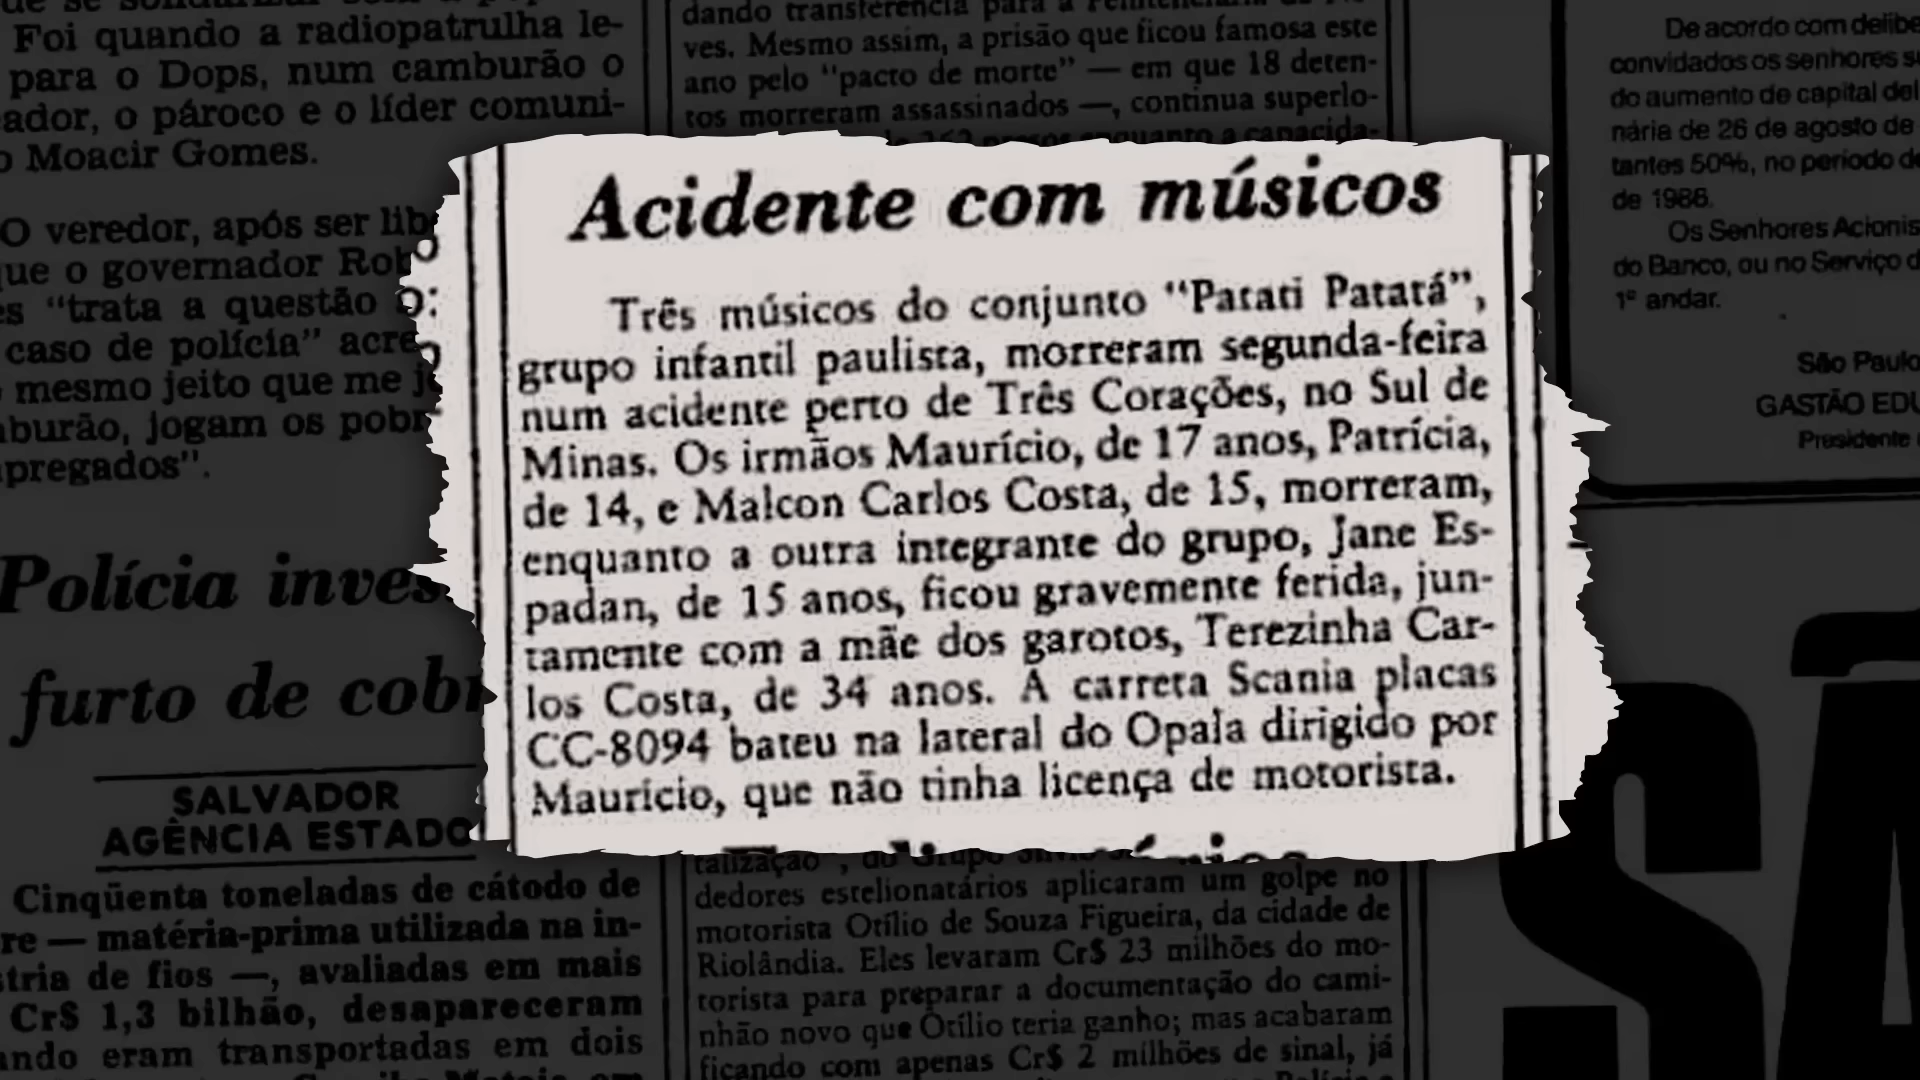 Foi quando a radiopatrulha le-
para o Dops, num camburão o
ador, o pároco e o líder comuni-
o Moacir Gomes.
O veredor, após ser lib
que o governador Rob
es “trata a questão
caso de polícia” acre
mesmo jeito que me j
mburão, jogam os pobr
mpregados”.
Polícia inves
furto de cobr
SALVADOR
AGÊNCIA ESTADO
Cinqüenta toneladas de cátodo de
re — matéria-prima utilizada na in-
stria de fios —, avaliadas em mais
Cr$ 1,3 bilhão, desapareceram
ando eram transportadas em dois
dando transferência para a
ves. Mesmo assim, a prisão que ficou famosa este
ano pelo “pacto de morte” — em que 18 deten-
tos morreram assassinados —, continua superlo-
Acidente com músicos
Três músicos do conjunto “Patati Patatá”,
grupo infantil paulista, morreram segunda-feira
num acidente perto de Três Corações, no Sul de
Minas. Os irmãos Maurício, de 17 anos, Patrícia,
de 14, e Malcon Carlos Costa, de 15, morreram,
enquanto a outra integrante do grupo, Jane Es-
padan, de 15 anos, ficou gravemente ferida, jun-
tamente com a mãe dos garotos, Terezinha Car-
los Costa, de 34 anos. A carreta Scania placas
CC-8094 bateu na lateral do Opala dirigido por
Maurício, que não tinha licença de motorista.
talização”, do Grupo
dedores estelionatários aplicaram um golpe no
motorista Otílio de Souza Figueira, da cidade de
Riolândia. Eles levaram Cr$ 23 milhões do mo-
torista para preparar a documentação do cami-
nhão novo que Otílio teria ganho; mas acabaram
ficando com apenas Cr$ 2 milhões de sinal, já
De acordo com delibe
convidados os senhores su
do aumento de capital del
nária de 26 de agosto de
tantes 50%, no período de
de 1986.
Os Senhores Acionis
do Banco, ou no Serviço d
1º andar.
São Paulo
GASTÃO EDU
Presidente
SÃ